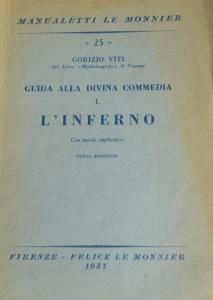 MANUALETTI LE MONNIER
- 25 -
GORIZIO VITI
del Liceo «Michelangiolo» di Firenze
GUIDA ALLA DIVINA COMMEDIA
I.
L'INFERNO
Con tavole esplicative
TERZA EDIZIONE
FIRENZE - FELICE LE MONNIER
1957